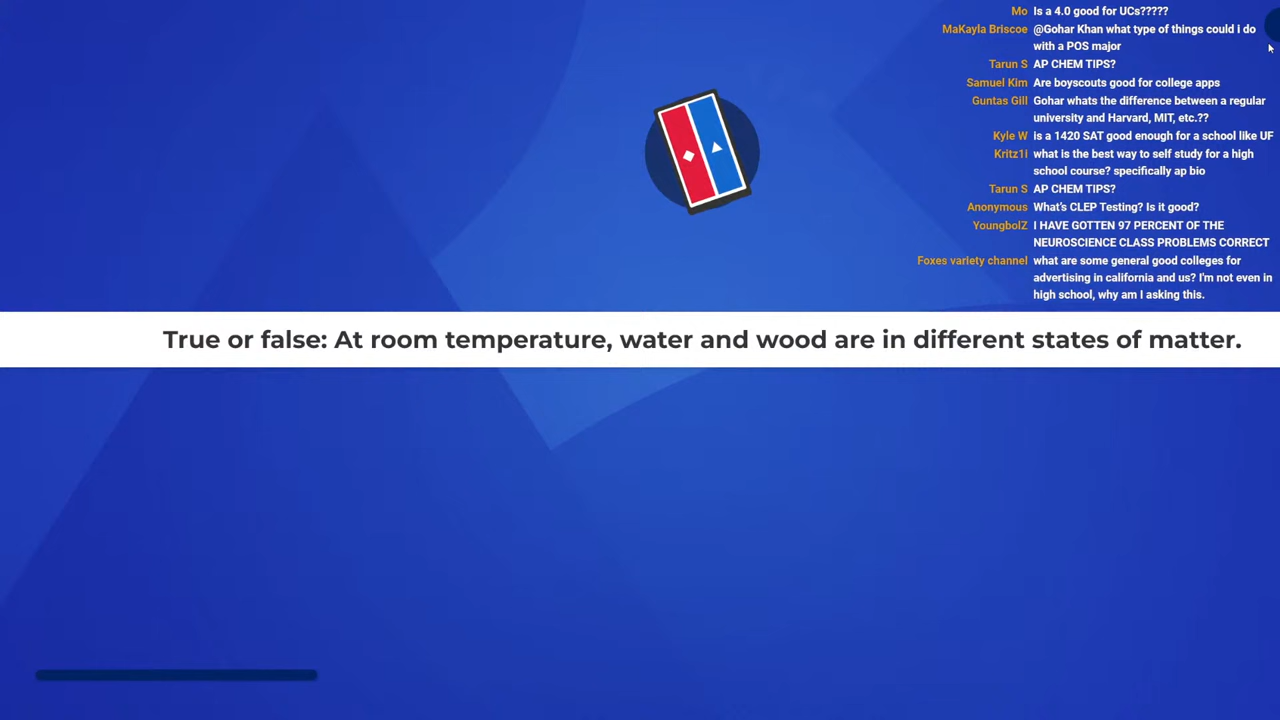 Mo Is a 4.0 good for UCs?????
MaKayla Briscoe @Gohar Khan what type of things could i do
with a POS major
Tarun S AP CHEM TIPS?
Samuel Kim Are boyscouts good for college apps
Guntas Gill Gohar whats the difference between a regular
university and Harvard, MIT, etc.??
Kyle W is a 1420 SAT good enough for a school like UF
Kritz1i what is the best way to self study for a high
school course? specifically ap bio
Tarun S AP CHEM TIPS?
Anonymous What's CLEP Testing? Is it good?
YoungbolZ I HAVE GOTTEN 97 PERCENT OF THE
NEUROSCIENCE CLASS PROBLEMS CORRECT
Foxes variety channel what are some general good colleges for
advertising in california and us? I'm not even in
high school, why am I asking this.
True or false: At room temperature, water and wood are in different states of matter.